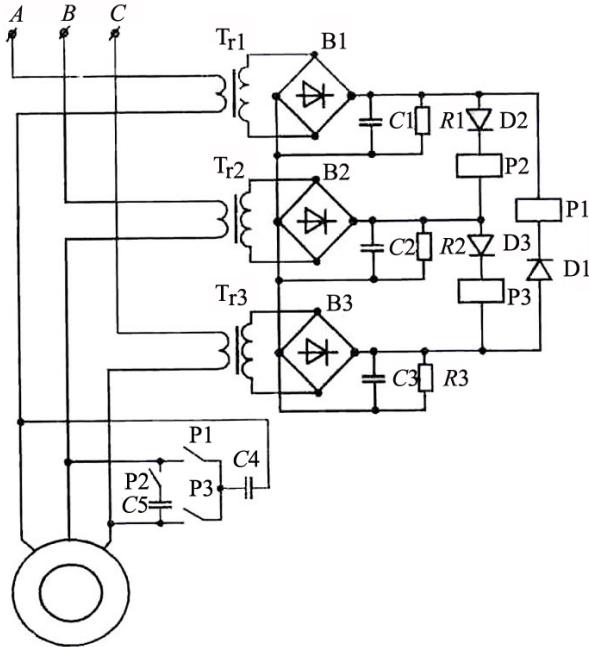 A B C
Tr1 B1
C1 R1 D2
P2
Tr2 B2
P1
C2 R2 D3
D1
P3
Tr3 B3
C3 R3
P1
C4
P2 P3
C5